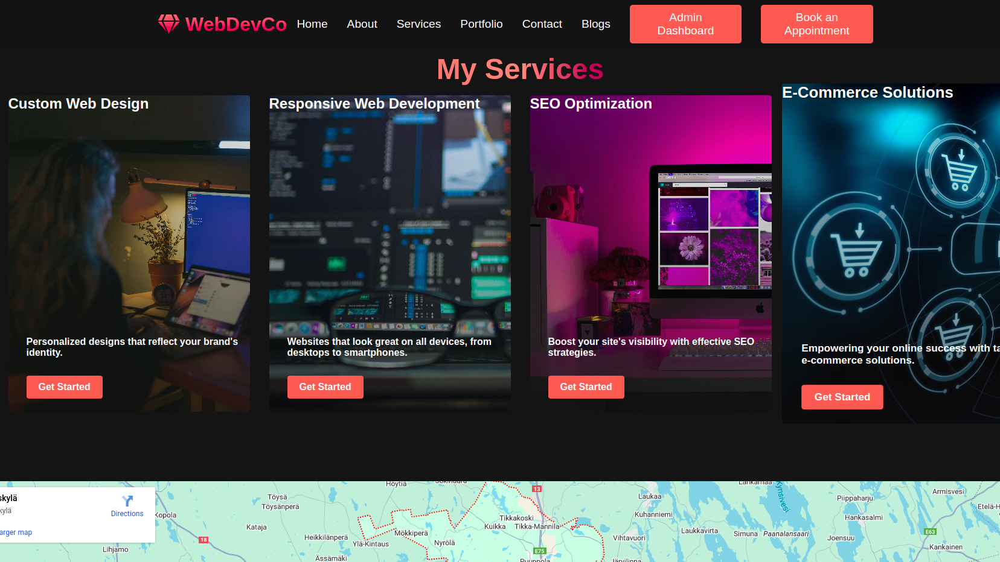 WebDevCo
Home
About
Services
Portfolio
Contact
Blogs
Admin
Dashboard
Book an
Appointment
My Services
Custom Web Design
Personalized designs that reflect your brand's
identity.
Get Started
Responsive Web Development
Websites that look great on all devices, from
desktops to smartphones.
Get Started
SEO Optimization
Boost your site's visibility with effective SEO
strategies.
Get Started
E-Commerce Solutions
Empowering your online success with ta
e-commerce solutions.
Get Started
skylä
kylä
Directions
arger map
Höytiä
Töysä
Töysänperä
Kopola
Kataja
18
Lihjamo
Heikkilänperä
Ylä-Kintaus
Ässämäki
Mökkiperä
Nyrölä
13
Tikkakoski
Kuikka
Tikka-Mannila
E75
Puuppola
Laukaa
Kuhanniemi
Vihtavuori
Järvilinna
Laukkavirta
Kynsivesi
Simuna
Paanalansaari
Piippaharju
Hankasalmi
Joensuu
Armisvesi
Etelä-H
E63
Kankainen